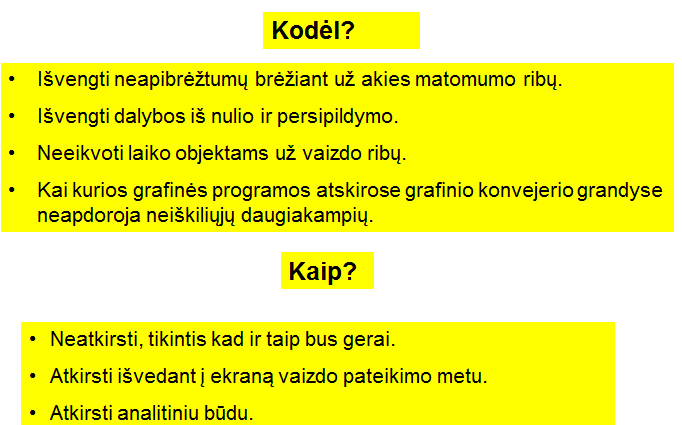 Kodėl?
• Išvengti neapibrėžtumų brėžiant už akies matomumo ribų.
• Išvengti dalybos iš nulio ir persipildymo.
• Neeikvoti laiko objektams už vaizdo ribų.
• Kai kurios grafinės programos atskirose grafinio konvejerio grandyse
neapdoroja neiškiliųjų daugiakampių.
Kaip?
• Neatkirsti, tikintis kad ir taip bus gerai.
• Atkirsti išvedant į ekraną vaizdo pateikimo metu.
• Atkirsti analitiniu būdu.